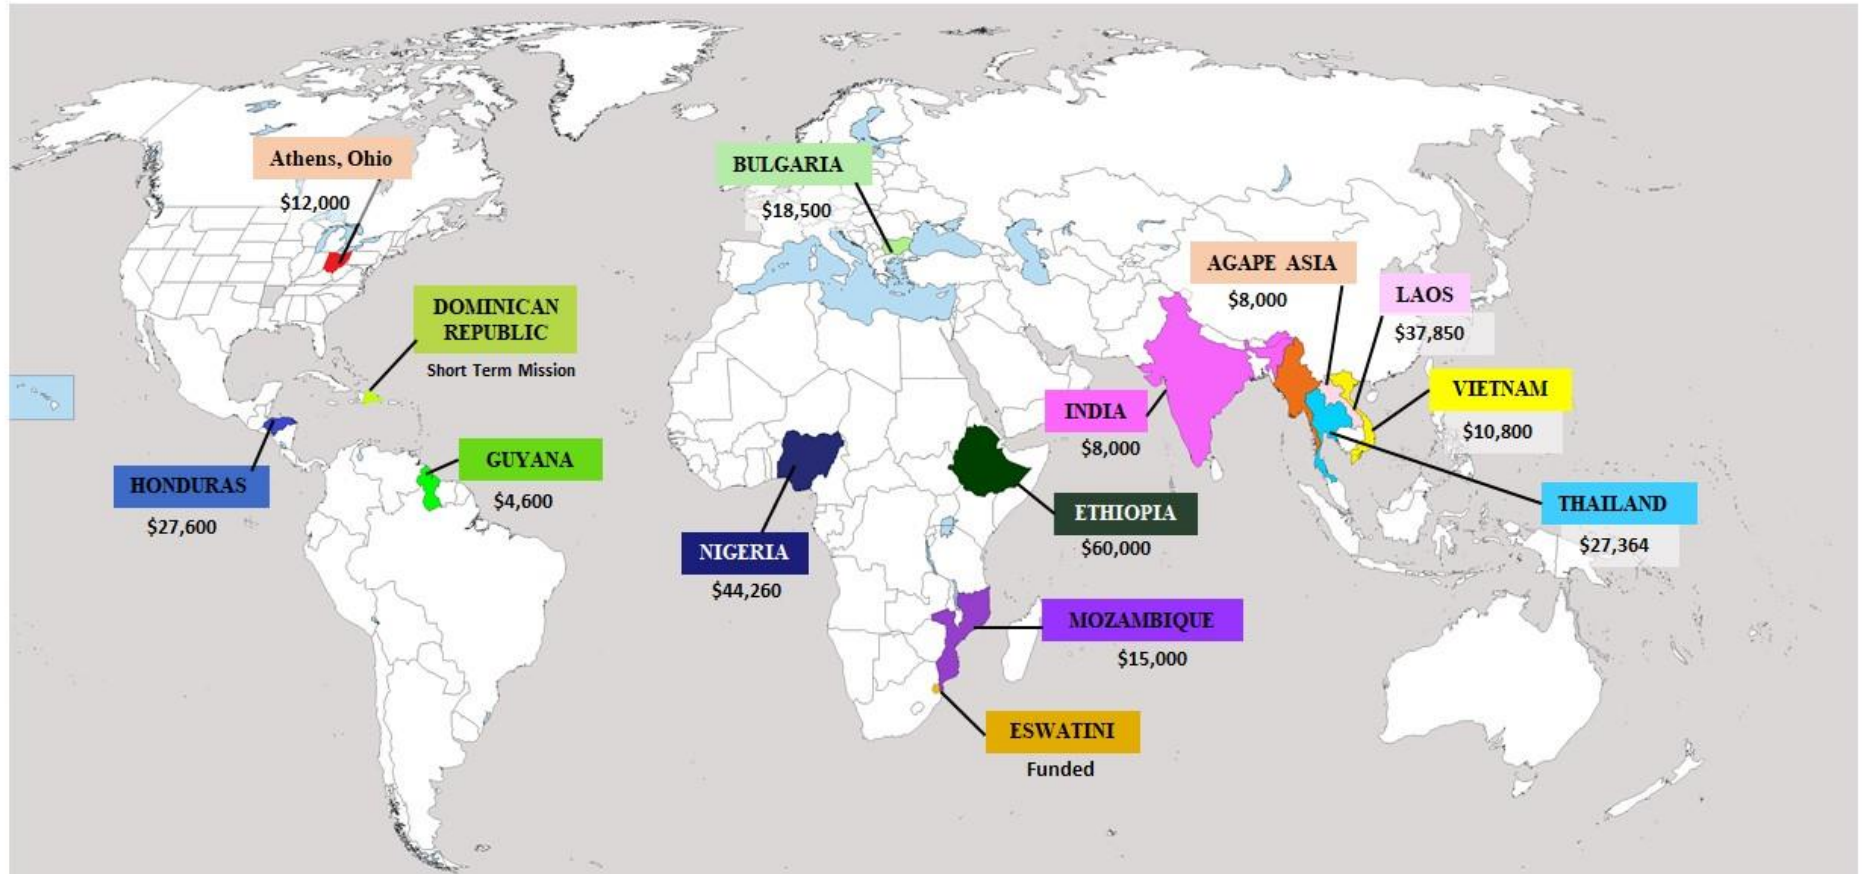 Athens, Ohio
$12,000
BULGARIA
$18,500
AGAPE ASIA
$8,000
LAOS
$37,850
DOMINICAN
REPUBLIC
Short Term Mission
VIETNAM
$10,800
INDIA
$8,000
GUYANA
$4,600
HONDURAS
$27,600
THAILAND
$27,364
ETHIOPIA
$60,000
NIGERIA
$44,260
MOZAMBIQUE
$15,000
ESWATINI
Funded